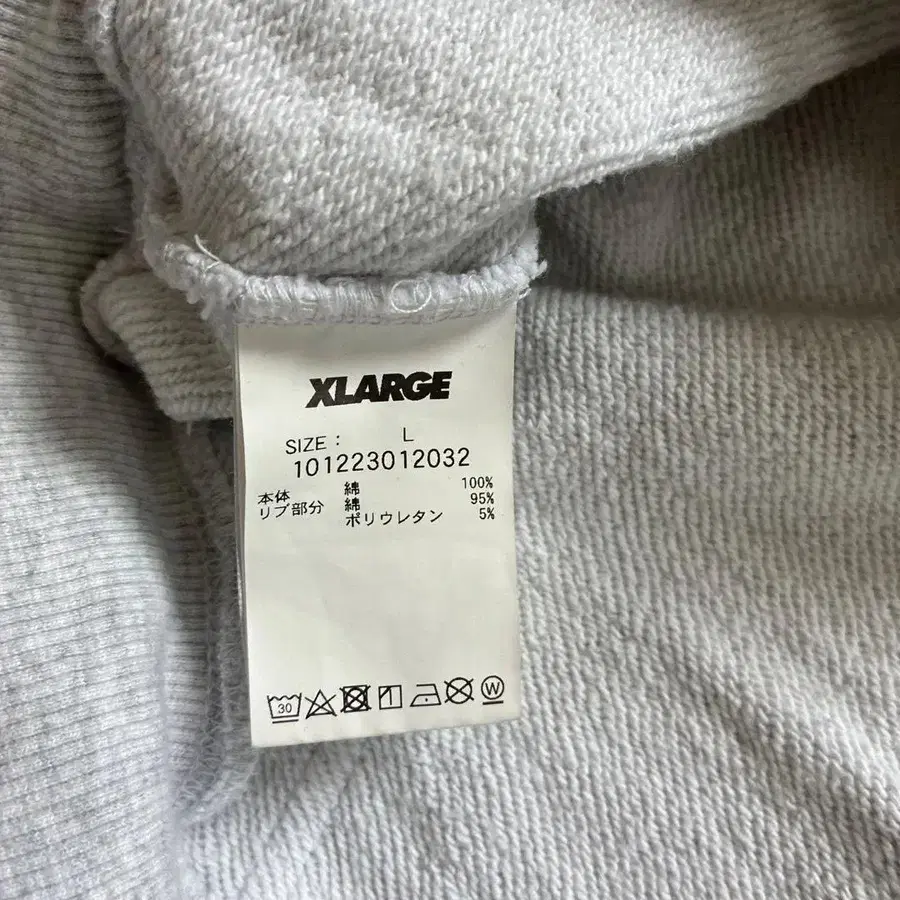 XLARGE
SIZE : L
101223012032
本体 綿 100%
リブ部分 綿 95%
ポリウレタン 5%
30 W